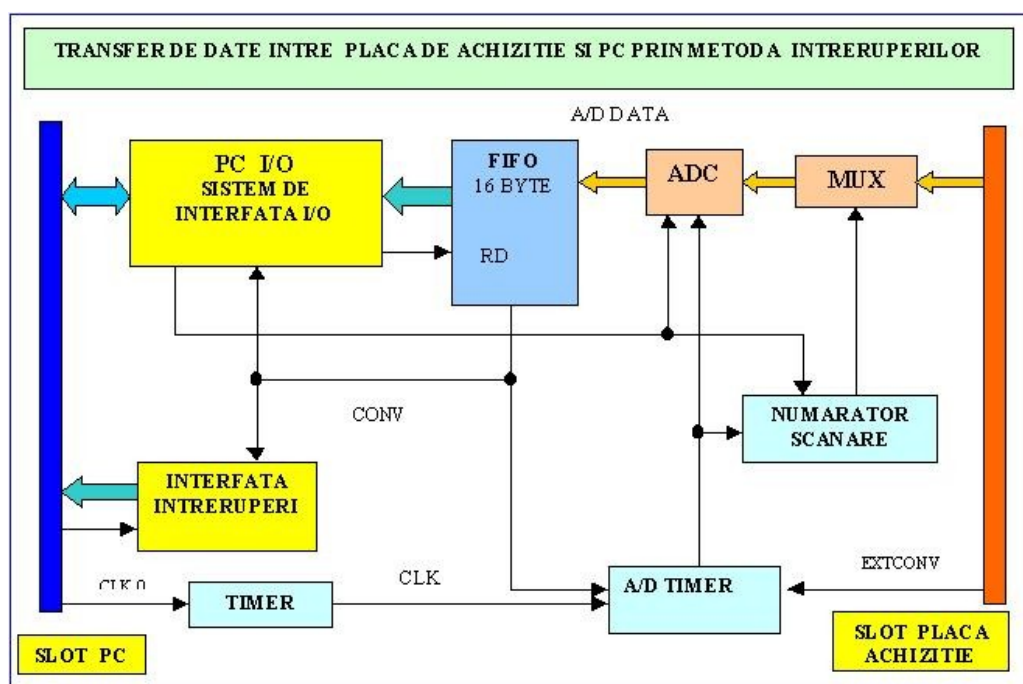 TRANSFER DE DATE INTRE PLACA DE ACHIZITIE SI PC PRIN METODA INTRERUPERILOR
A/D DATA
PC I/O
SISTEM DE
INTERFATA I/O
FIFO
16 BYTE
RD
ADC
MUX
CONV
NUMARATOR
SCANARE
INTERFATA
INTRERUPERI
CLK 0
TIMER
CLK
A/D TIMER
EXTCONV
SLOT PC
SLOT PLACA
ACHIZITIE